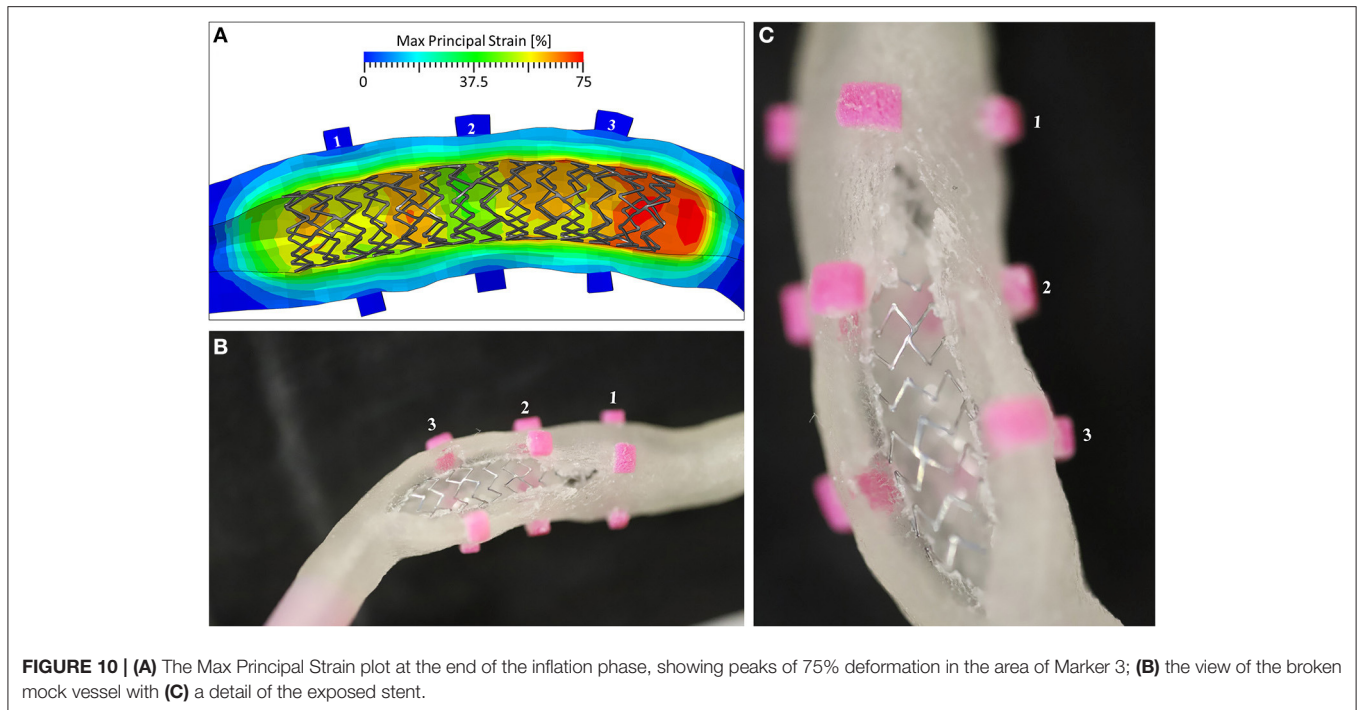 A
Max Principal Strain [%]
0 37.5 75
1 2 3
B
3 2 1
C
1
2
3
FIGURE 10 | (A) The Max Principal Strain plot at the end of the inflation phase, showing peaks of 75% deformation in the area of Marker 3; (B) the view of the broken
mock vessel with (C) a detail of the exposed stent.